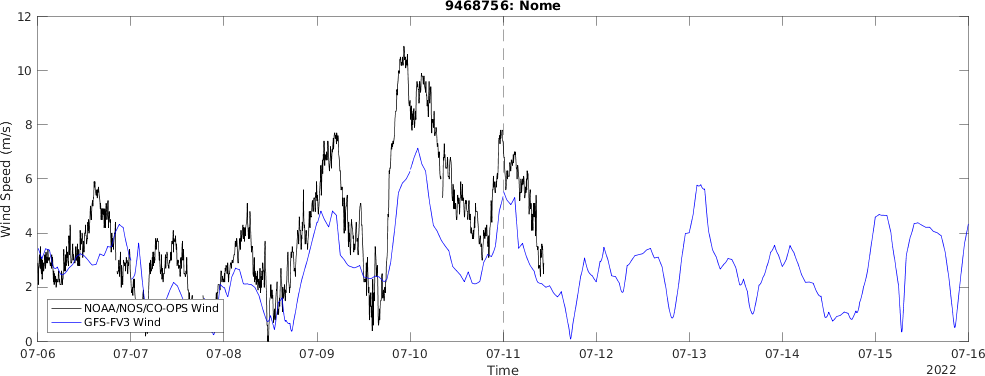 9468756: Nome
12
10
8
6
4
2
0
Wind Speed (m/s)
NOAA/NOS/CO-OPS Wind
GFS-FV3 Wind
07-06 07-07 07-08 07-09 07-10 07-11 07-12 07-13 07-14 07-15 07-16
Time
2022